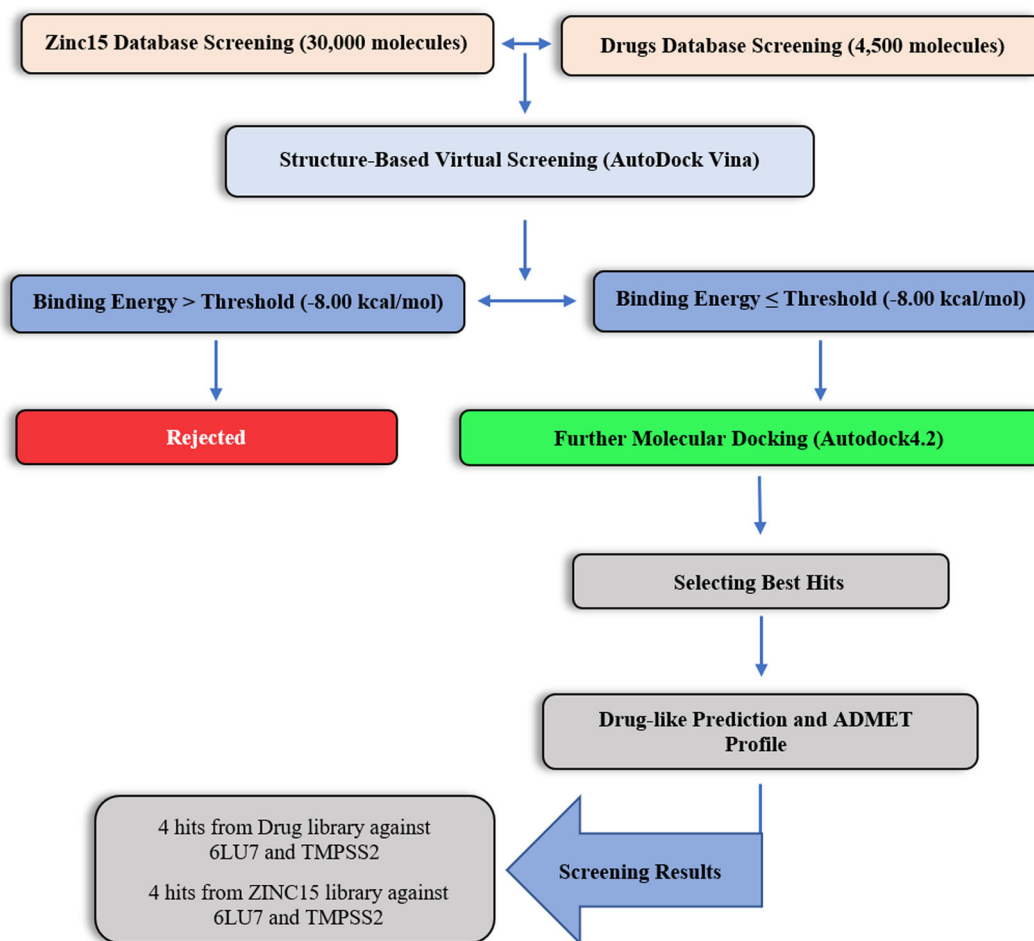 Zinc15 Database Screening (30,000 molecules)
Drugs Database Screening (4,500 molecules)
Structure-Based Virtual Screening (AutoDock Vina)
Binding Energy > Threshold (-8.00 kcal/mol)
Binding Energy ≤ Threshold (-8.00 kcal/mol)
Rejected
Further Molecular Docking (Autodock4.2)
Selecting Best Hits
Drug-like Prediction and ADMET
Profile
4 hits from Drug library against
6LU7 and TMPSS2
4 hits from ZINC15 library against
6LU7 and TMPSS2
Screening Results